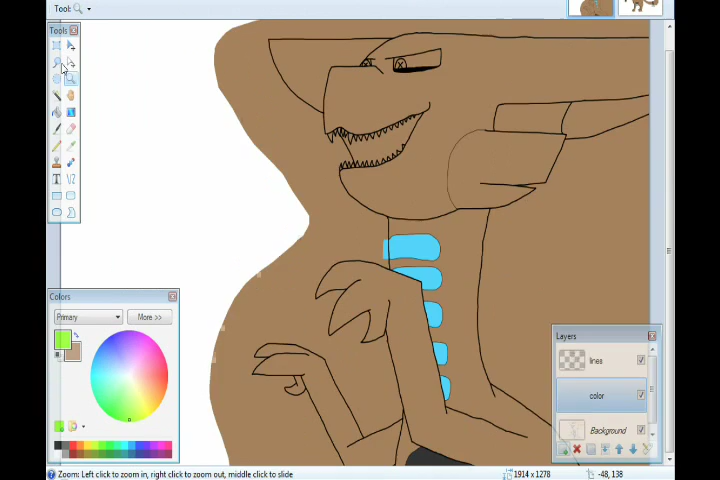 Tool:
Tools
Colors
Primary
More >>
Layers
lines
color
Background
Zoom: Left click to zoom in, right click to zoom out, middle click to slide
1914 x 1278
-48, 138